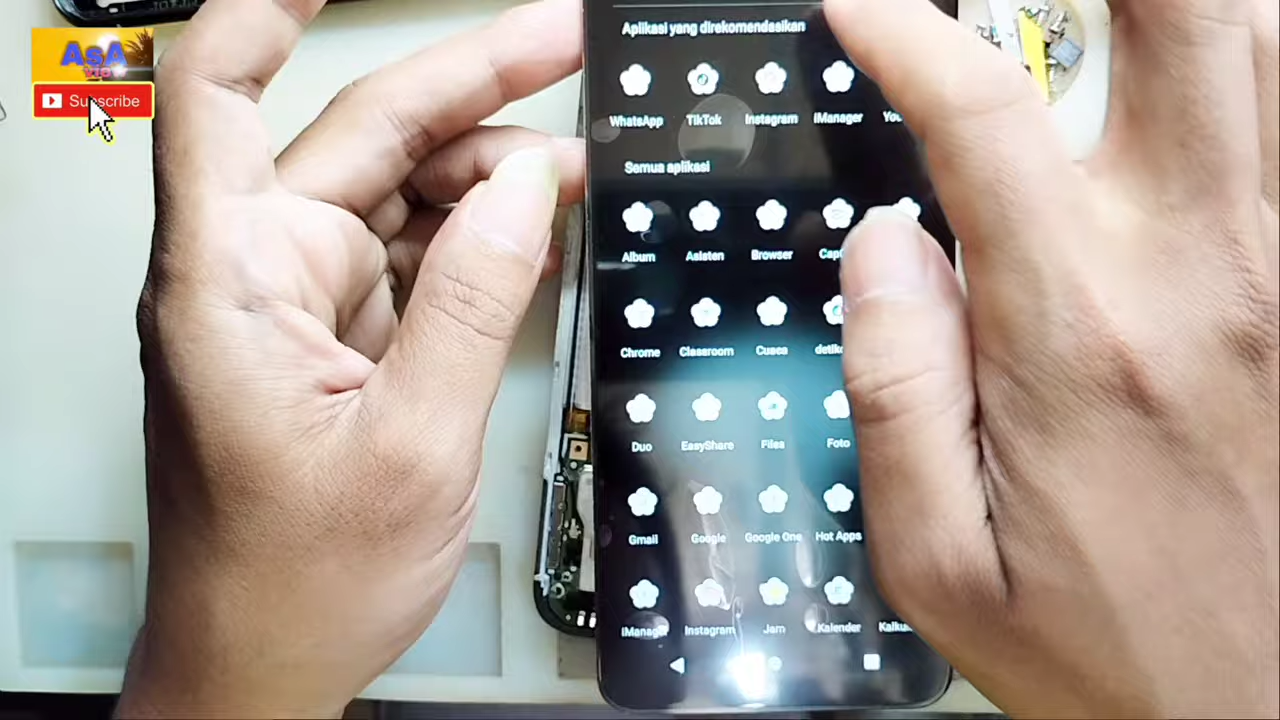 AsA
Subscribe
Aplikasi yang direkomendasikan
WhatsApp TikTok Instagram iManager
Semua aplikasi
Album Asisten Browser
Chrome Classroom Cuaca
Duo EasyShare Files Foto
Gmail Google Google One Hot Apps
iManager Instagram Jam Kalender